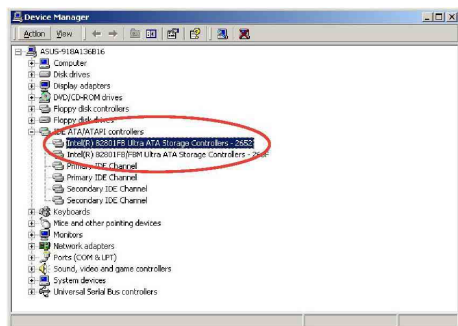 Device Manager
Action View
ASUS-918A136B16
Computer
Disk drives
Display adapters
DVD/CD-ROM drives
Floppy disk controllers
Floppy disk drives
IDE ATA/ATAPI controllers
Intel(R) 82801FB Ultra ATA Storage Controllers - 2652
Intel(R) 82801FB/FBM Ultra ATA Storage Controllers - 266F
Primary IDE Channel
Primary IDE Channel
Secondary IDE Channel
Secondary IDE Channel
Keyboards
Mice and other pointing devices
Monitors
Network adapters
Ports (COM & LPT)
Sound, video and game controllers
System devices
Universal Serial Bus controllers